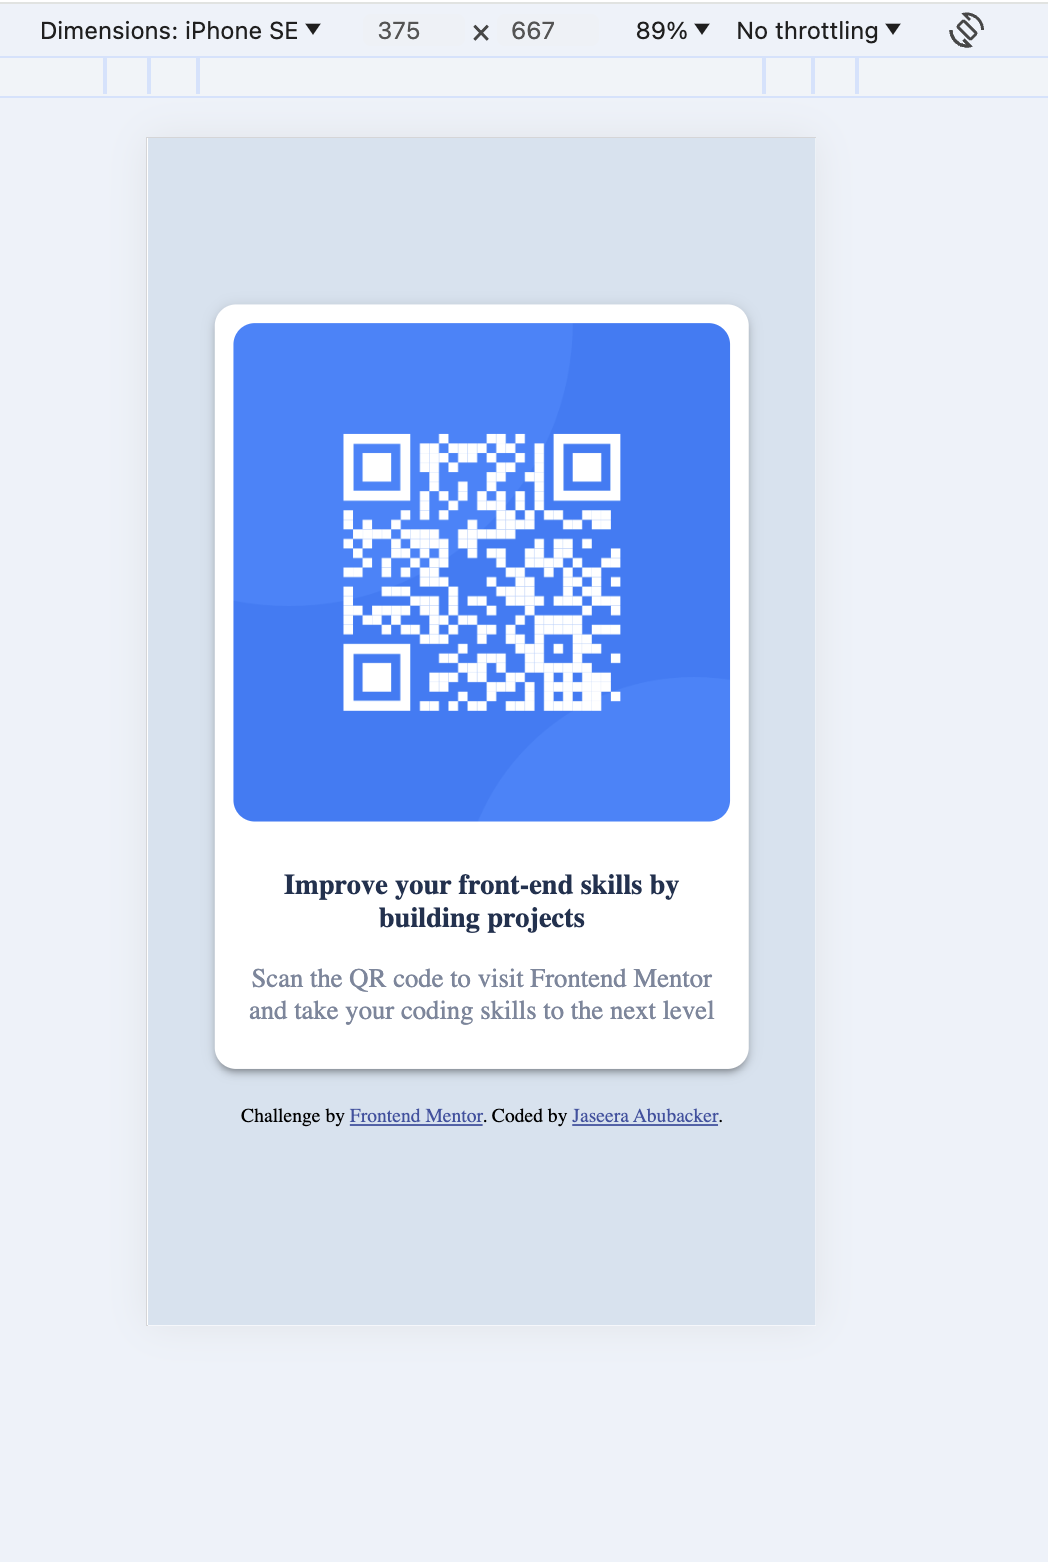 Dimensions: iPhone SE ▼ 375 × 667 89% ▼ No throttling ▼
Improve your front-end skills by
building projects
Scan the QR code to visit Frontend Mentor
and take your coding skills to the next level
Challenge by Frontend Mentor. Coded by Jaseera Abubacker.